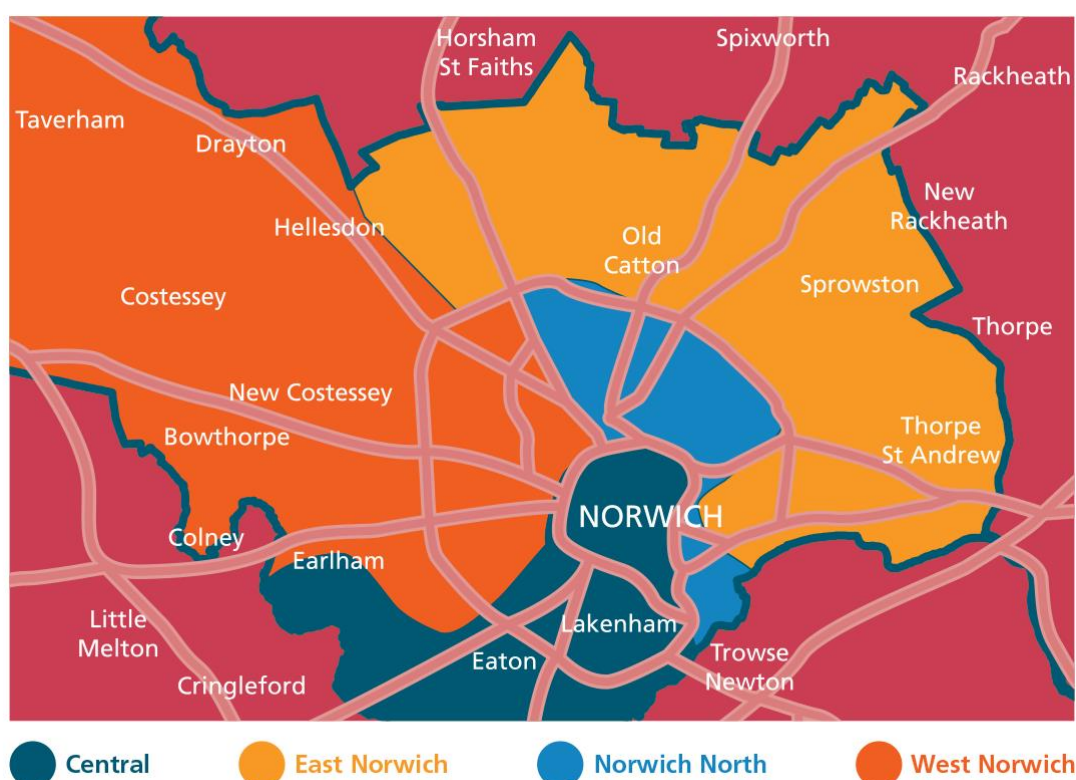 Horsham
St Faiths
Spixworth
Rackheath
Taverham
Drayton
New
Rackheath
Hellesdon
Old
Catton
Sprowston
Costessey
Thorpe
New Costessey
Bowthorpe
Thorpe
St Andrew
NORWICH
Colney
Earlham
Little
Melton
Lakenham
Eaton
Trowse
Newton
Cringleford
Central
East Norwich
Norwich North
West Norwich